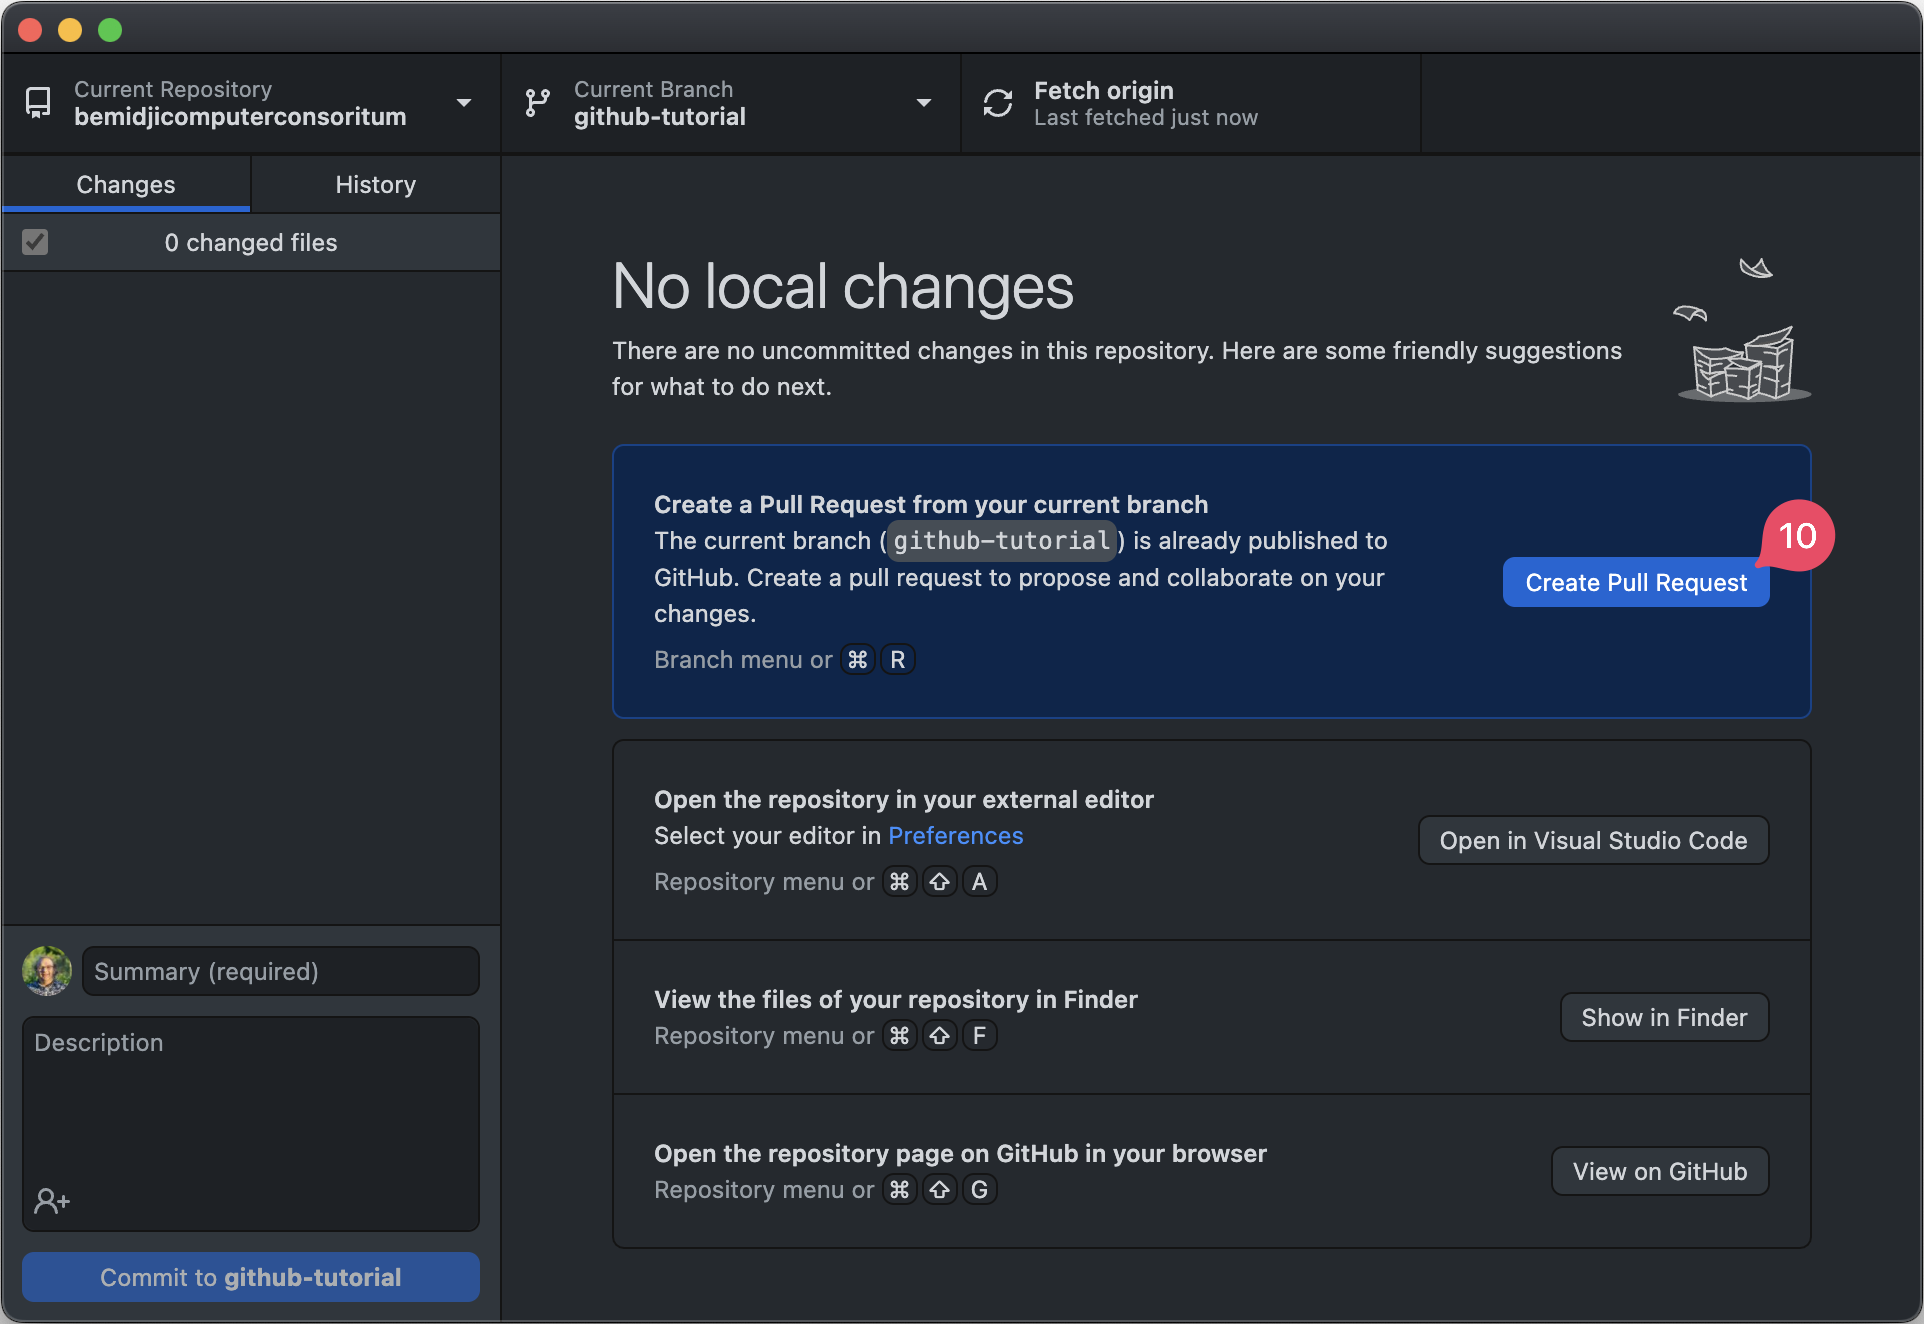 Current Repository
bemidjicomputerconsoritum
Current Branch
github-tutorial
Fetch origin
Last fetched just now
Changes
History
0 changed files
No local changes
There are no uncommitted changes in this repository. Here are some friendly suggestions
for what to do next.
Create a Pull Request from your current branch
The current branch (github-tutorial) is already published to
GitHub. Create a pull request to propose and collaborate on your
changes.
Branch menu or ⌘ R
10
Create Pull Request
Open the repository in your external editor
Select your editor in Preferences
Repository menu or ⌘ ⇧ A
Open in Visual Studio Code
View the files of your repository in Finder
Repository menu or ⌘ ⇧ F
Show in Finder
Open the repository page on GitHub in your browser
Repository menu or ⌘ ⇧ G
View on GitHub
Summary (required)
Description
Commit to github-tutorial